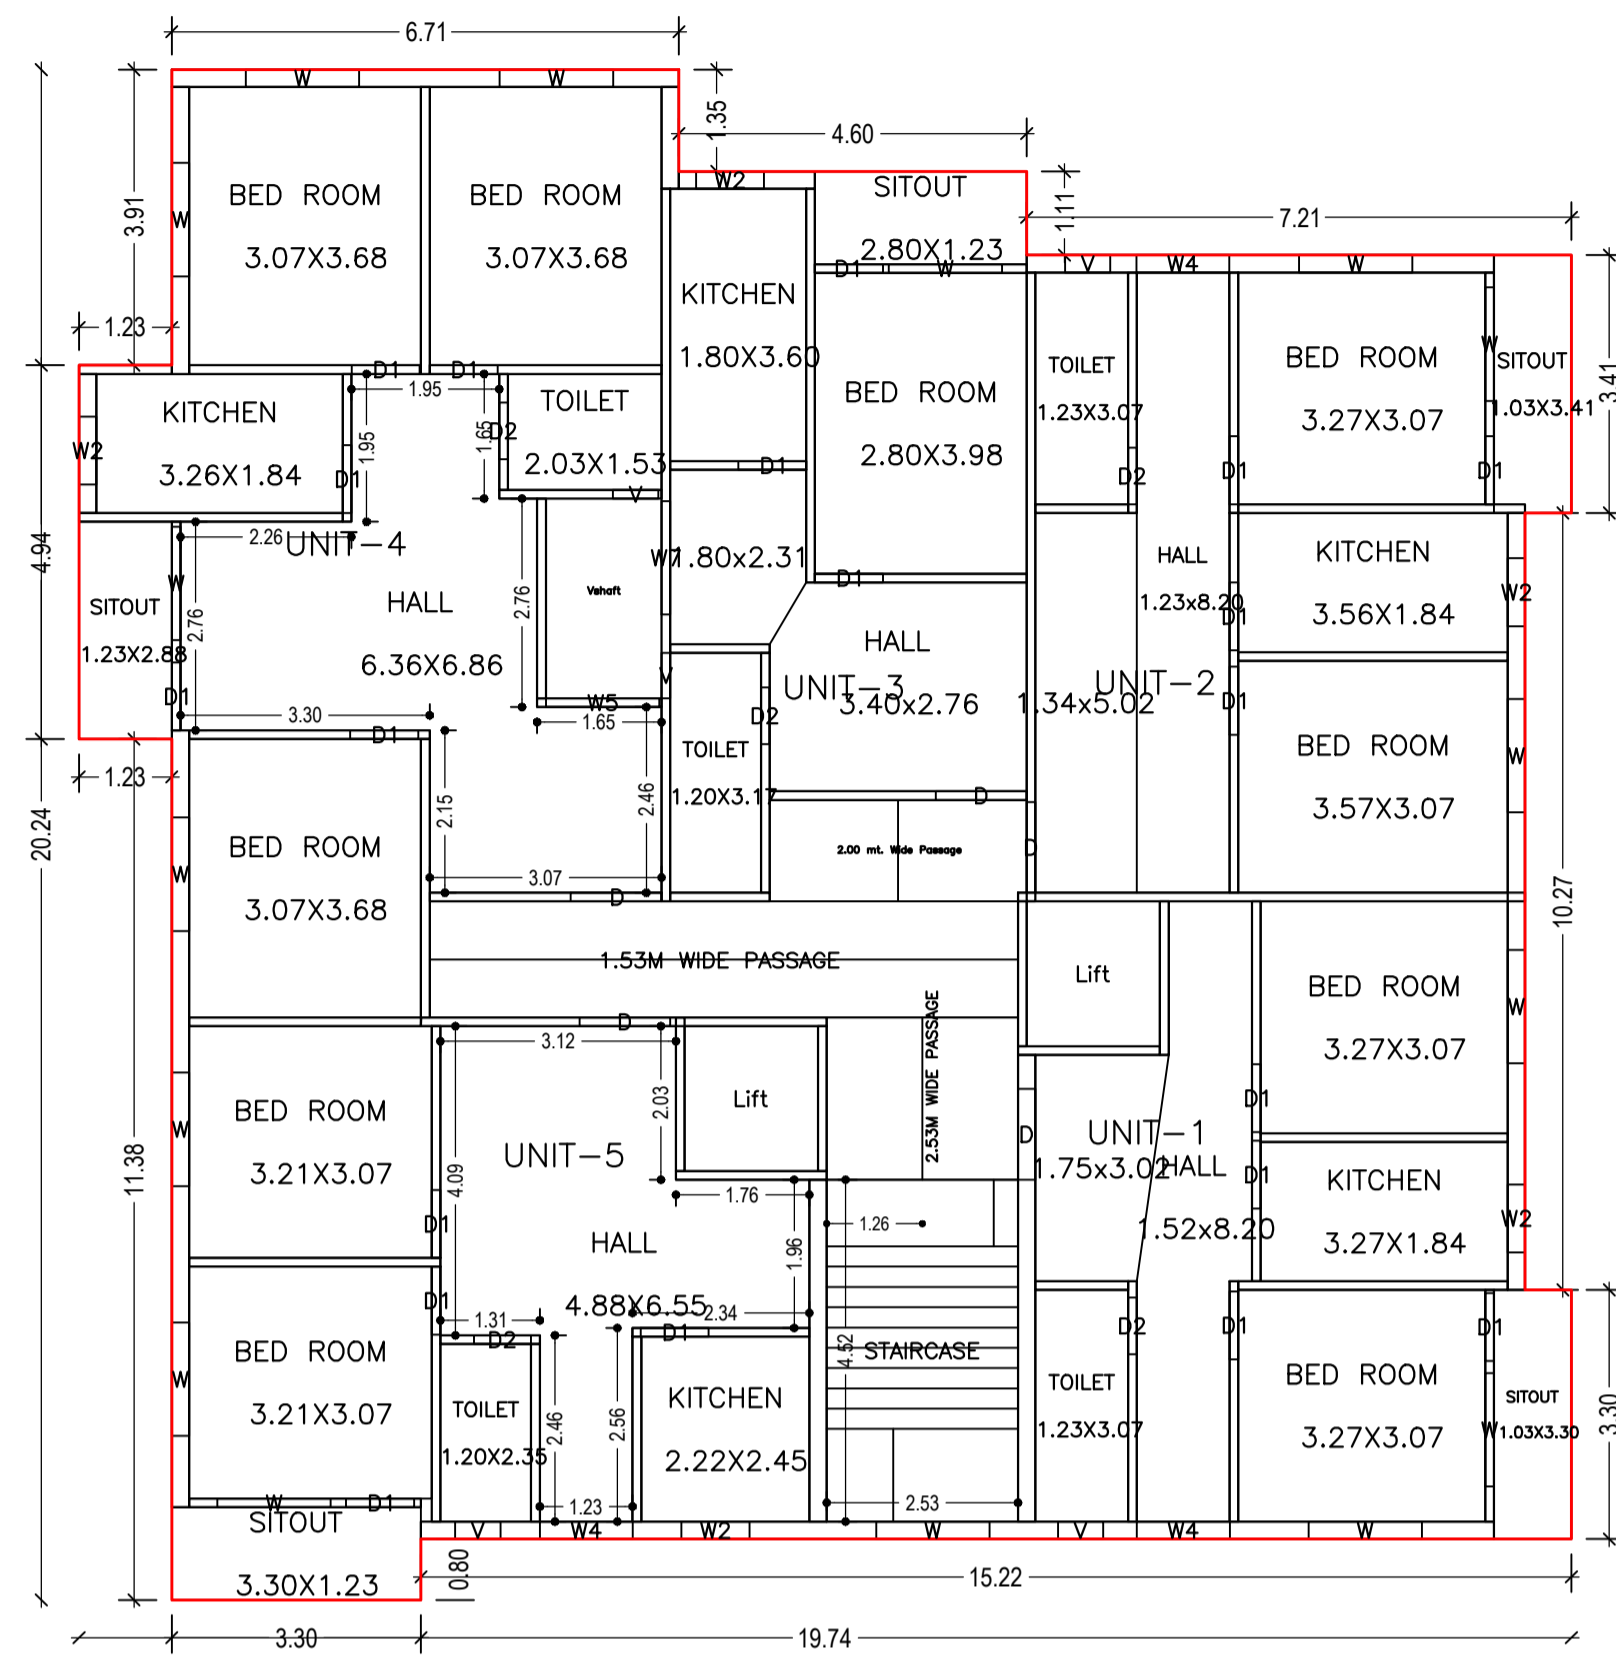 6.71
W
W
1.35
4.60
BED ROOM
3.07X3.68
BED ROOM
3.07X3.68
W
3.91
W2
SITOUT
2.80X1.23
1.11
7.21
D1
W
V
W4
W
KITCHEN
1.80X3.60
1.23
D1
D1
1.95
BED ROOM
2.80X3.98
TOILET
1.23X3.07
BED ROOM
3.27X3.07
W
SITOUT
1.03X3.41
3.41
KITCHEN
3.26X1.84
W2
D1
1.95
1.65
D2
TOILET
2.03X1.53
V
D1
D2
D1
D1
4.94
2.26
UNIT-4
W
2.76
HALL
6.36X6.86
2.76
Vshaft
W7
1.80x2.31
D1
HALL
1.23x8.20
D1
KITCHEN
3.56X1.84
W2
SITOUT
1.23X2.88
D1
3.30
D1
W5
1.65
V
HALL
UNIT-3
3.40x2.76
D2
UNIT-2
1.34x5.02
D1
BED ROOM
3.57X3.07
W
1.23
TOILET
1.20X3.17
D
2.15
2.46
20.24
BED ROOM
3.07X3.68
W
3.07
D
2.00 mt. Wide Passage
D
10.27
1.53M WIDE PASSAGE
Lift
BED ROOM
3.27X3.07
W
D
3.12
2.03
Lift
2.53M WIDE PASSAGE
BED ROOM
3.21X3.07
W
D1
4.09
UNIT-5
D
UNIT-1
1.75x3.02
HALL
1.52x8.20
D1
D1
KITCHEN
3.27X1.84
W2
11.38
1.76
1.26
1.96
HALL
4.88X6.55
2.34
D1
1.31
D2
D1
4.52
STAIRCASE
D2
D1
D1
BED ROOM
3.21X3.07
W
TOILET
1.20X2.35
2.46
2.56
KITCHEN
2.22X2.45
TOILET
1.23X3.07
BED ROOM
3.27X3.07
W
SITOUT
1.03X3.30
3.30
W
D1
1.23
2.53
V
W4
W2
W
V
W4
W
SITOUT
3.30X1.23
0.80
15.22
3.30
19.74